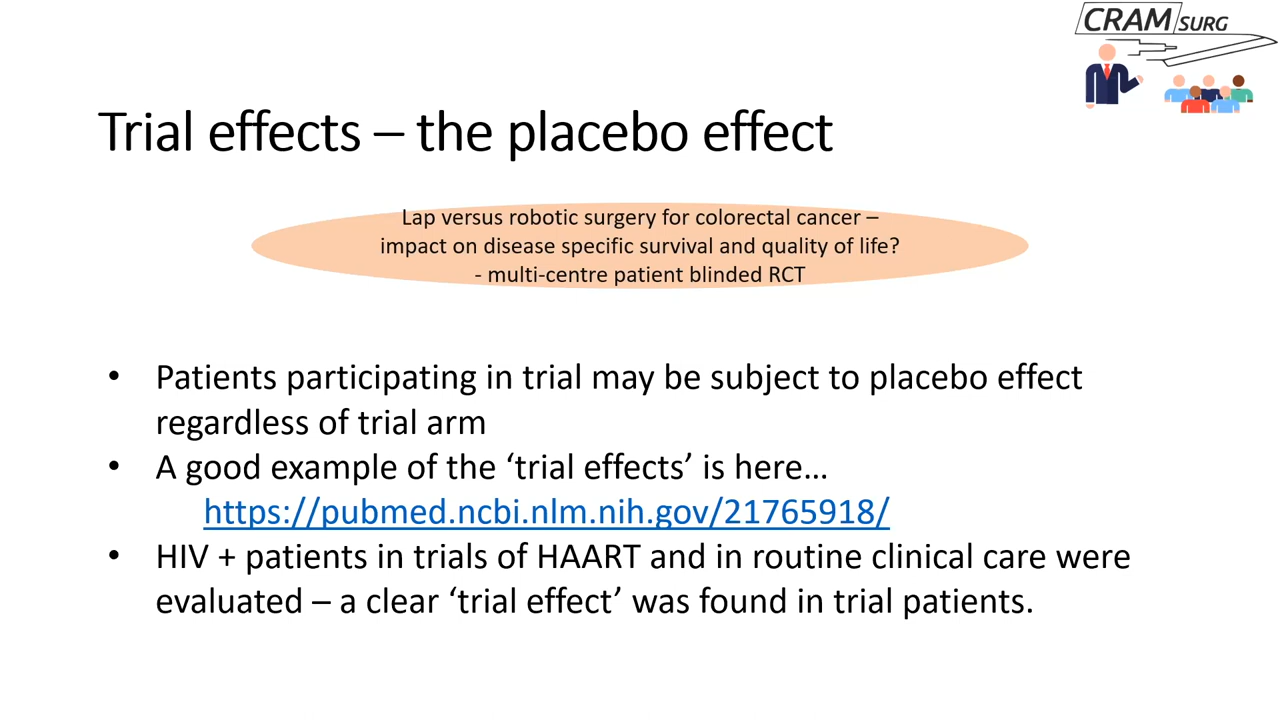 CRAM SURG
Trial effects – the placebo effect
Lap versus robotic surgery for colorectal cancer –
impact on disease specific survival and quality of life?
- multi-centre patient blinded RCT
• Patients participating in trial may be subject to placebo effect
regardless of trial arm
• A good example of the ‘trial effects’ is here…
https://pubmed.ncbi.nlm.nih.gov/21765918/
• HIV + patients in trials of HAART and in routine clinical care were
evaluated – a clear ‘trial effect’ was found in trial patients.